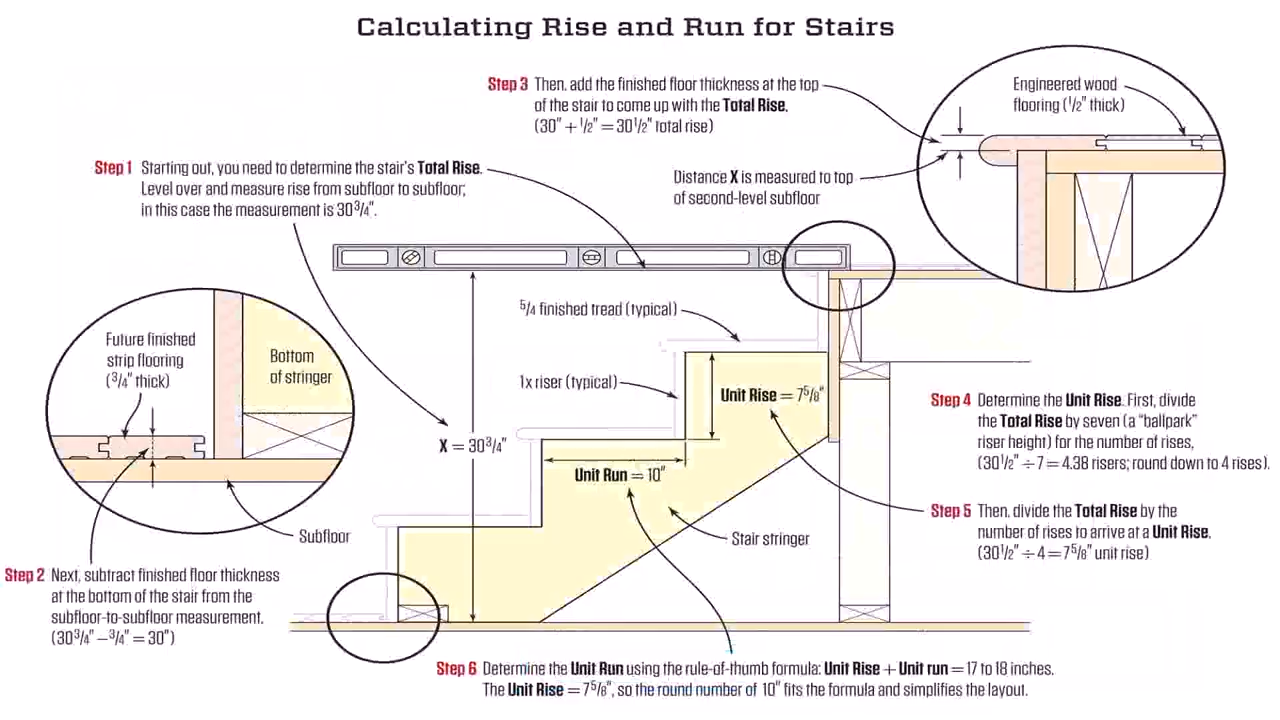 Calculating Rise and Run for Stairs
Step 3 Then, add the finished floor thickness at the top
of the stair to come up with the Total Rise.
(30" + 1/2" = 30 1/2" total rise)
Engineered wood
flooring (1/2" thick)
Step 1 Starting out, you need to determine the stair's Total Rise.
Level over and measure rise from subfloor to subfloor;
in this case the measurement is 30 3/4".
Distance X is measured to top
of second-level subfloor
5/4 finished tread (typical)
Future finished
strip flooring
(3/4" thick)
Bottom
of stringer
1x riser (typical)
Unit Rise = 7 5/8"
Step 4 Determine the Unit Rise. First, divide
the Total Rise by seven (a "ballpark"
riser height) for the number of rises,
(30 1/2" ÷ 7 = 4.38 risers; round down to 4 rises).
X = 30 3/4"
Unit Run = 10"
Step 5 Then, divide the Total Rise by the
number of rises to arrive at a Unit Rise.
(30 1/2" ÷ 4 = 7 5/8" unit rise)
Subfloor
Stair stringer
Step 2 Next, subtract finished floor thickness
at the bottom of the stair from the
subfloor-to-subfloor measurement.
(30 3/4" – 3/4" = 30")
Step 6 Determine the Unit Run using the rule-of-thumb formula: Unit Rise + Unit run = 17 to 18 inches.
The Unit Rise = 7 5/8", so the round number of 10" fits the formula and simplifies the layout.